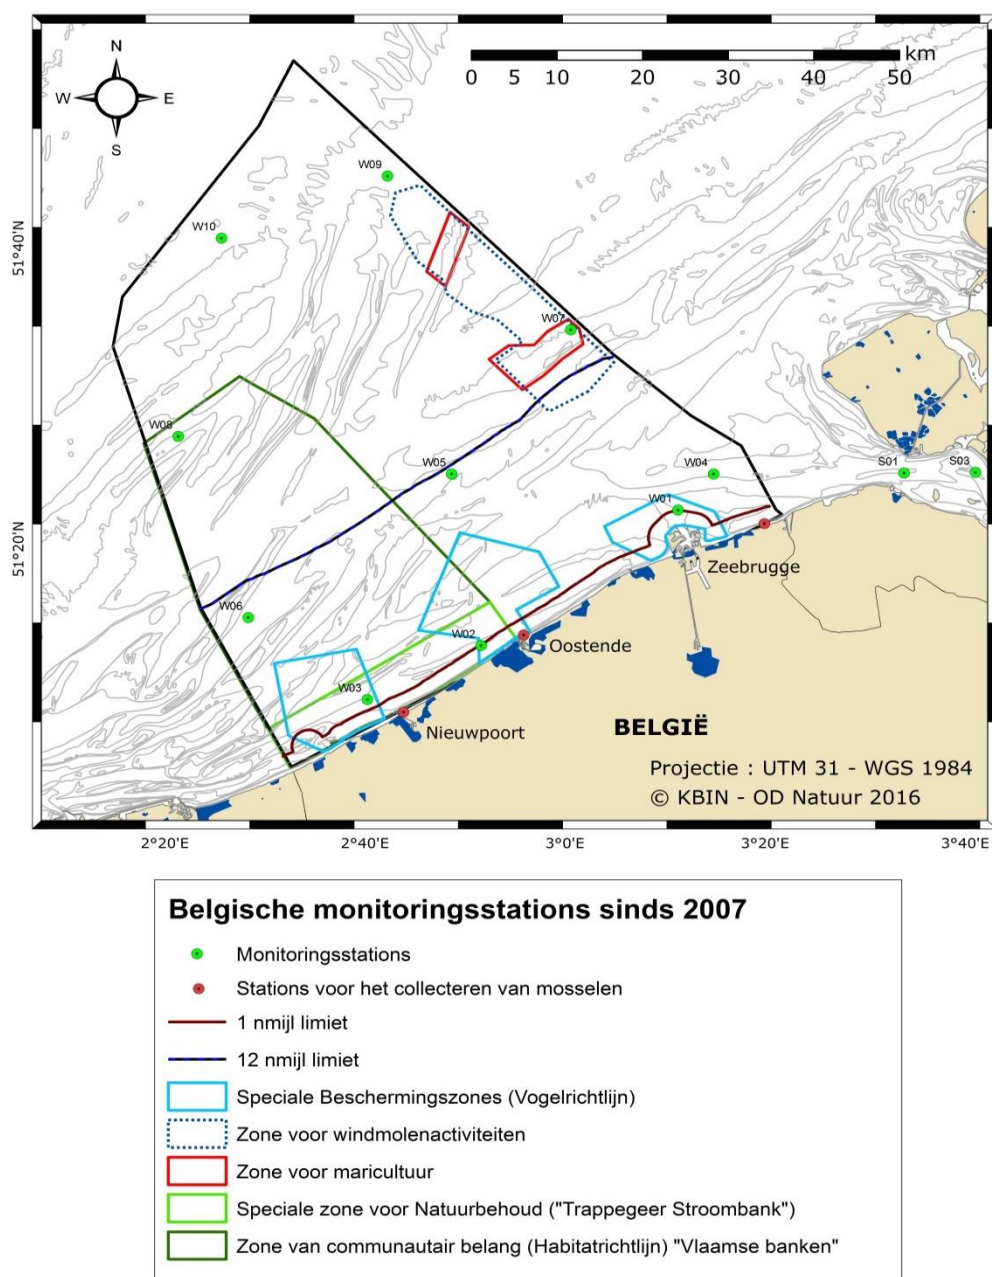 N
W E
S
km
0 5 10 20 30 40 50
W09
W10
51°40'N
W07
W08
W05
W04
S01
S03
W01
51°20'N
Zeebrugge
W06
W02
Oostende
W03
Nieuwpoort
BELGIË
Projectie : UTM 31 - WGS 1984
© KBIN - OD Natuur 2016
2°20'E 2°40'E 3°0'E 3°20'E 3°40'E
Belgische monitoringsstations sinds 2007
Monitoringsstations
Stations voor het collecteren van mosselen
1 nmijl limiet
12 nmijl limiet
Speciale Beschermingszones (Vogelrichtlijn)
Zone voor windmolenactiviteiten
Zone voor maricultuur
Speciale zone voor Natuurbehoud ("Trappegeer Stroombank")
Zone van communautair belang (Habitatrichtlijn) "Vlaamse banken"